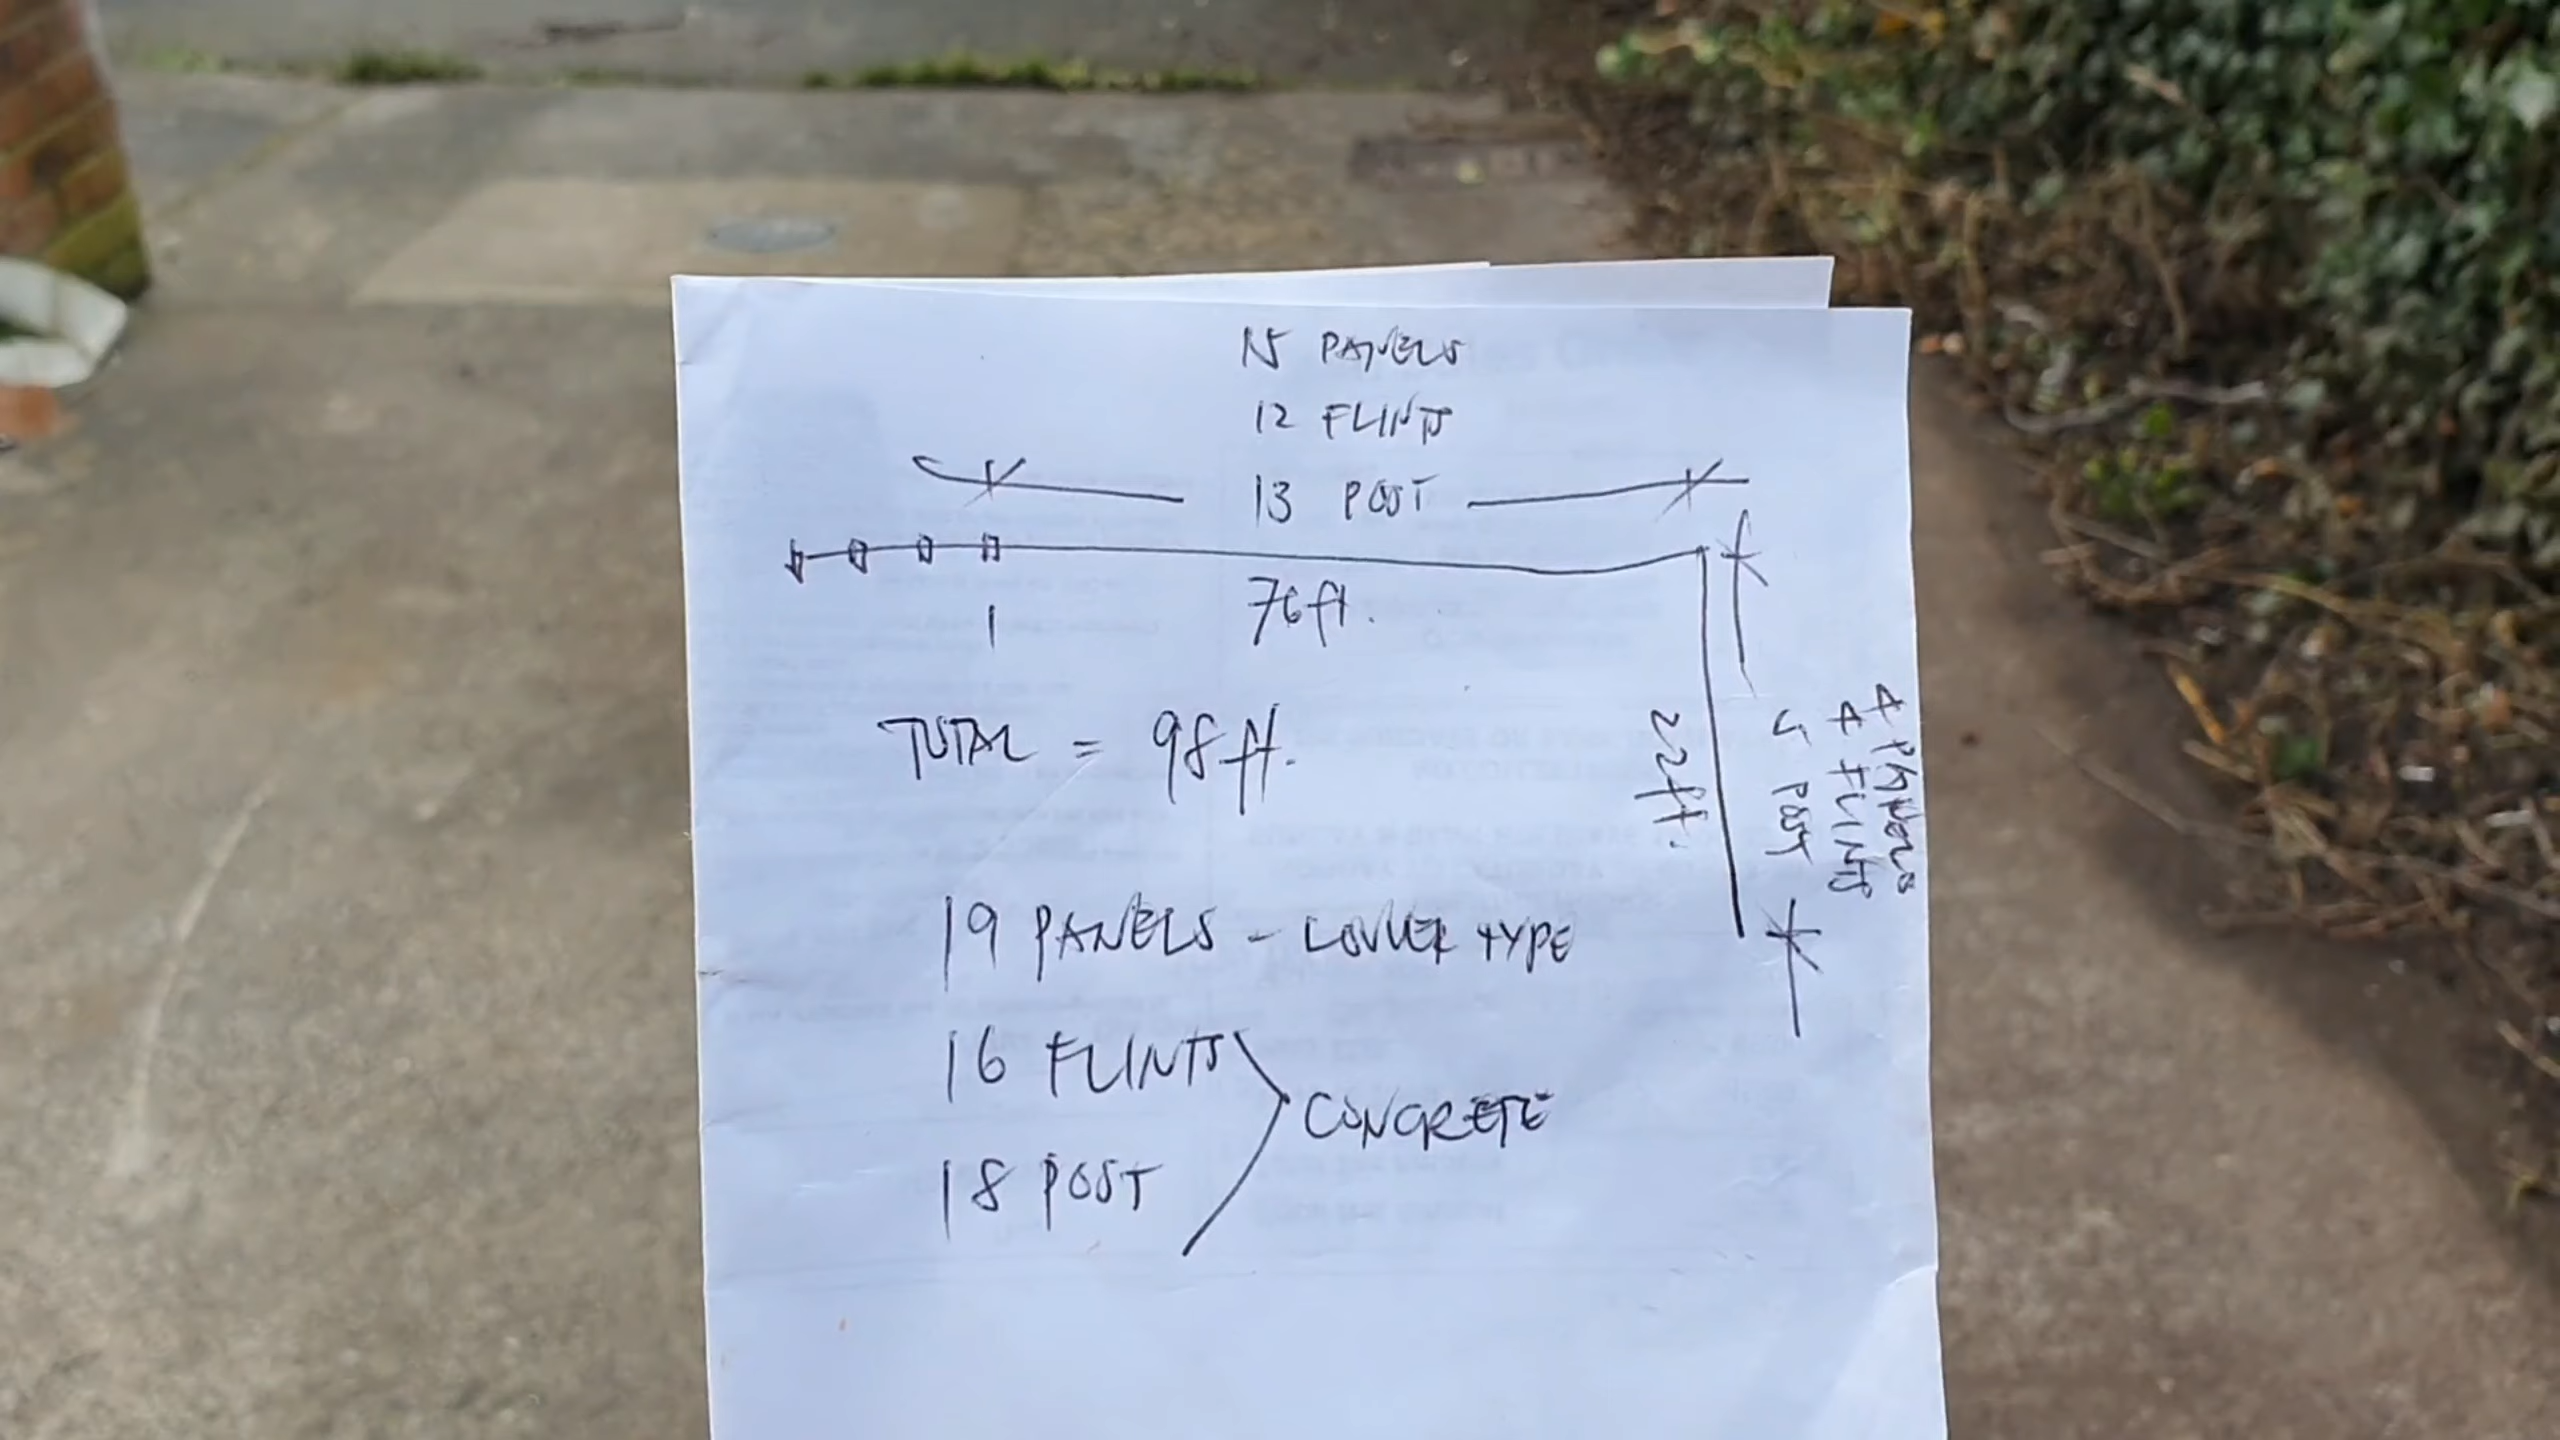 15 PANELS
12 FLINTS
13 POST
1
76ft.
22ft.
4 PANELS
4 FLINTS
5 POST
TOTAL = 98ft.
19 PANELS - LOUVER TYPE
16 FLINTS
CONCRETE
18 POST